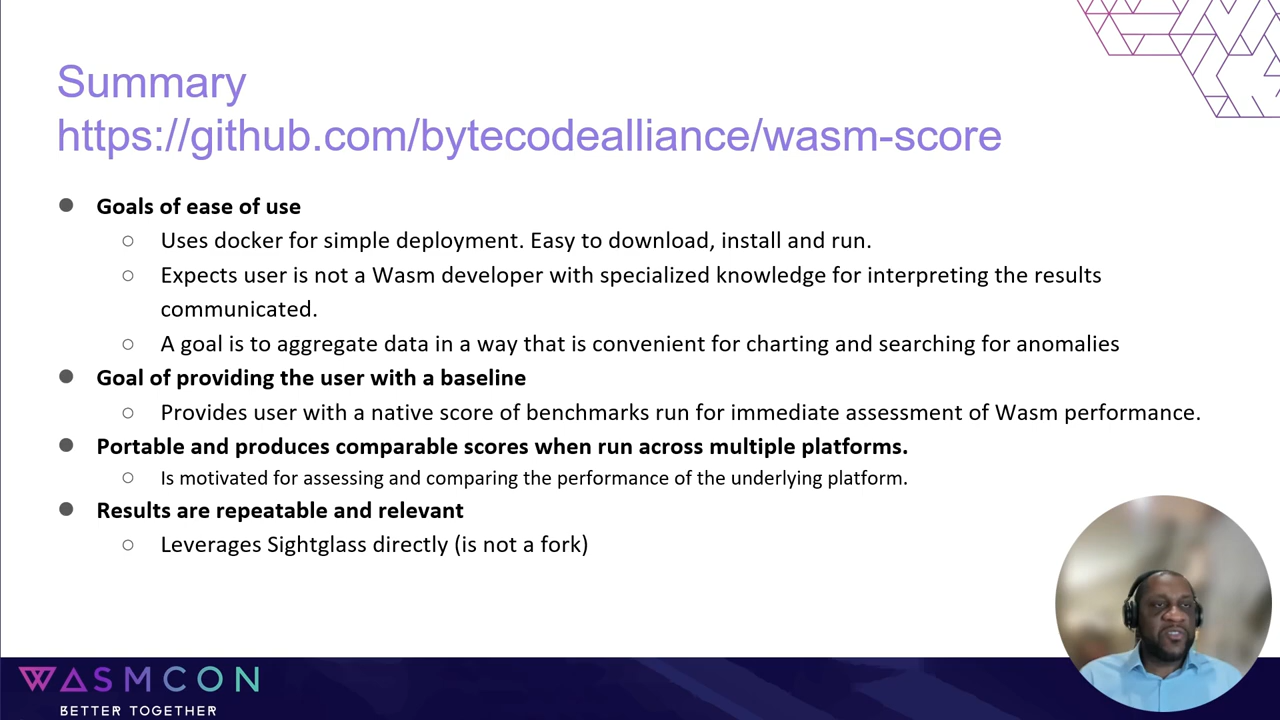 Summary
https://github.com/bytecodealliance/wasm-score
● Goals of ease of use
○ Uses docker for simple deployment. Easy to download, install and run.
○ Expects user is not a Wasm developer with specialized knowledge for interpreting the results
communicated.
○ A goal is to aggregate data in a way that is convenient for charting and searching for anomalies
● Goal of providing the user with a baseline
○ Provides user with a native score of benchmarks run for immediate assessment of Wasm performance.
● Portable and produces comparable scores when run across multiple platforms.
○ Is motivated for assessing and comparing the performance of the underlying platform.
● Results are repeatable and relevant
○ Leverages Sightglass directly (is not a fork)
WASMCON
BETTER TOGETHER